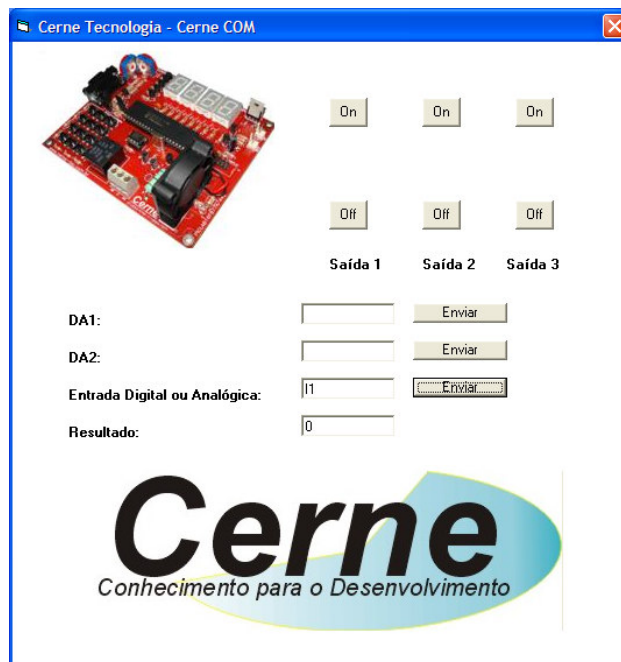 Cerne Tecnologia - Cerne COM
On On On
Off Off Off
Saída 1 Saída 2 Saída 3
DA1: Enviar
DA2: Enviar
Entrada Digital ou Analógica: I1 Enviar
Resultado: 0
Cerne
Conhecimento para o Desenvolvimento